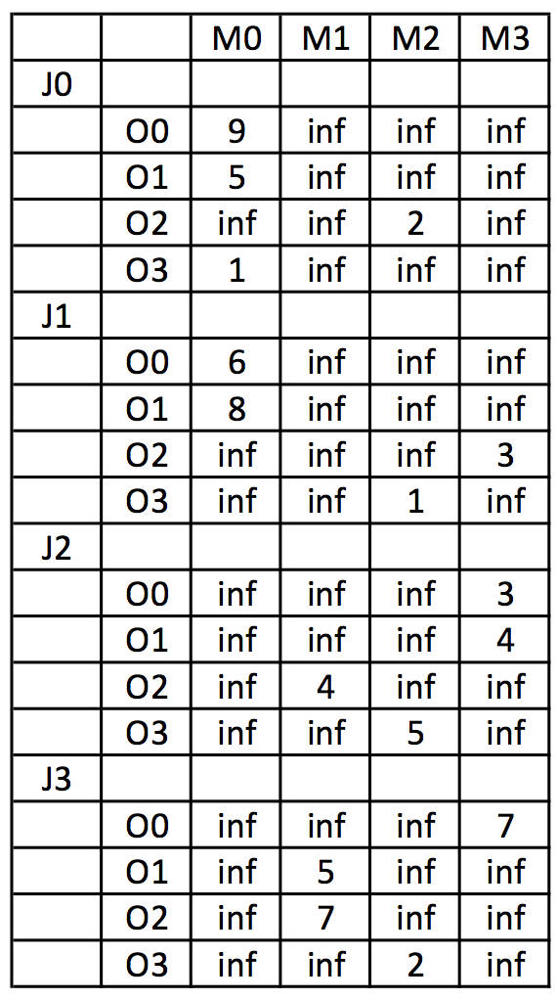 M0 M1 M2 M3
J0
O0 9 inf inf inf
O1 5 inf inf inf
O2 inf inf 2 inf
O3 1 inf inf inf
J1
O0 6 inf inf inf
O1 8 inf inf inf
O2 inf inf inf 3
O3 inf inf 1 inf
J2
O0 inf inf inf 3
O1 inf inf inf 4
O2 inf 4 inf inf
O3 inf inf 5 inf
J3
O0 inf inf inf 7
O1 inf 5 inf inf
O2 inf 7 inf inf
O3 inf inf 2 inf